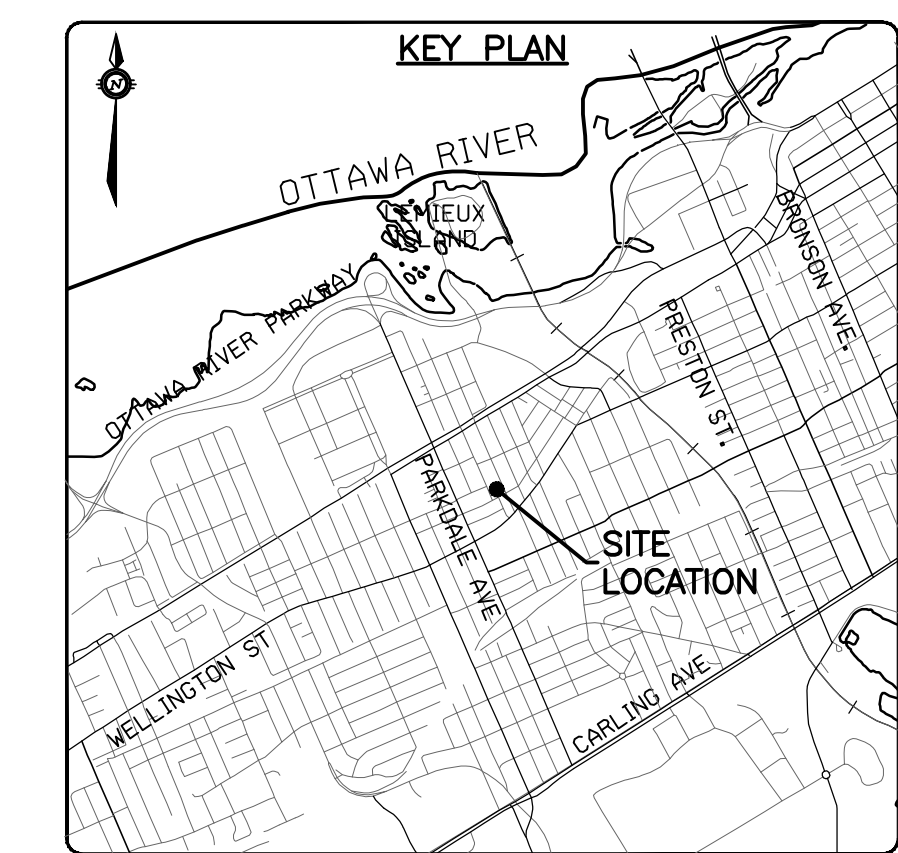 KEY PLAN
N
OTTAWA RIVER
LEMIEUX
ISLAND
OTTAWA RIVER PARKWAY
BRONSON AVE.
PRESTON ST.
PARKDALE AVE
SITE
LOCATION
WELLINGTON ST
CARLING AVE